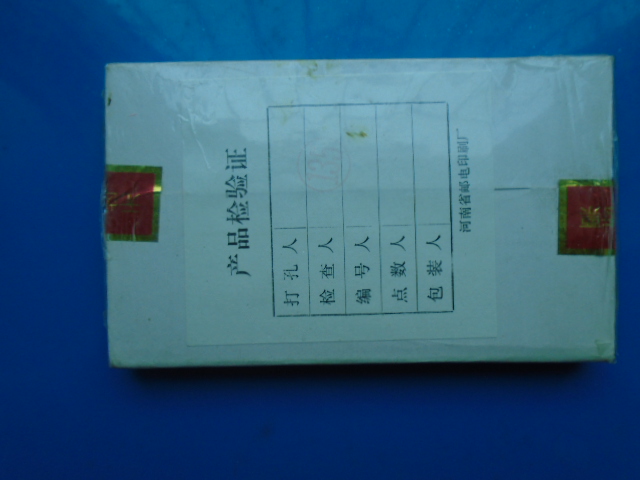 产品检验证
打孔人
检查人
编号人
点数人
包装人
河南省邮电印刷厂